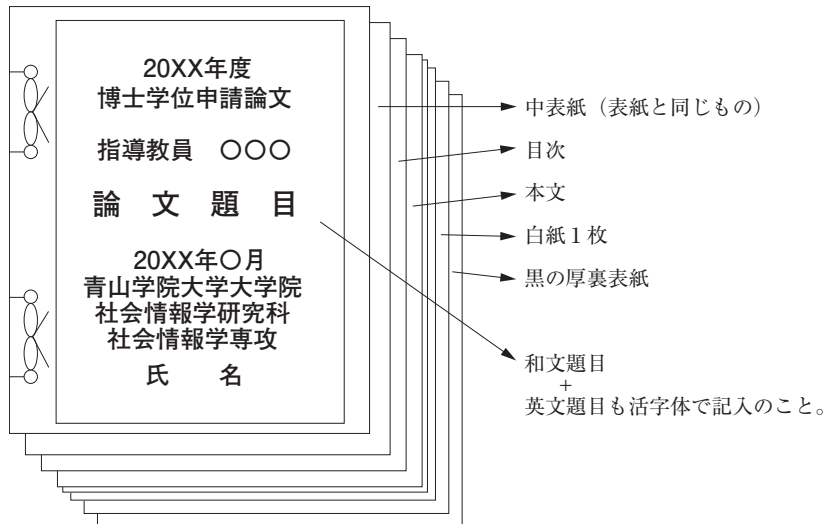 20XX年度
博士学位申請論文
指導教員　○○○
論　文　題　目
20XX年○月
青山学院大学大学院
社会情報学研究科
社会情報学専攻
氏　　名
中表紙（表紙と同じもの）
目次
本文
白紙１枚
黒の厚裏表紙
和文題目
+
英文題目も活字体で記入のこと。